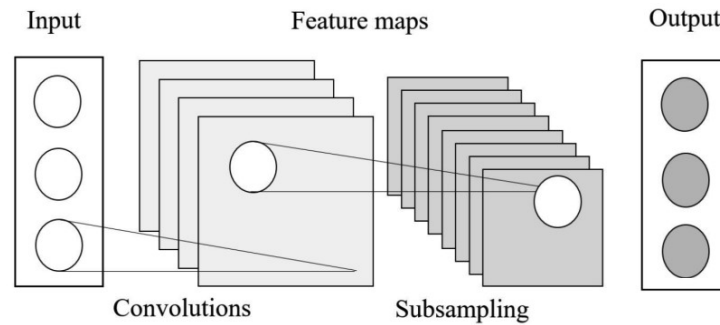 Input
Feature maps
Output
Convolutions
Subsampling